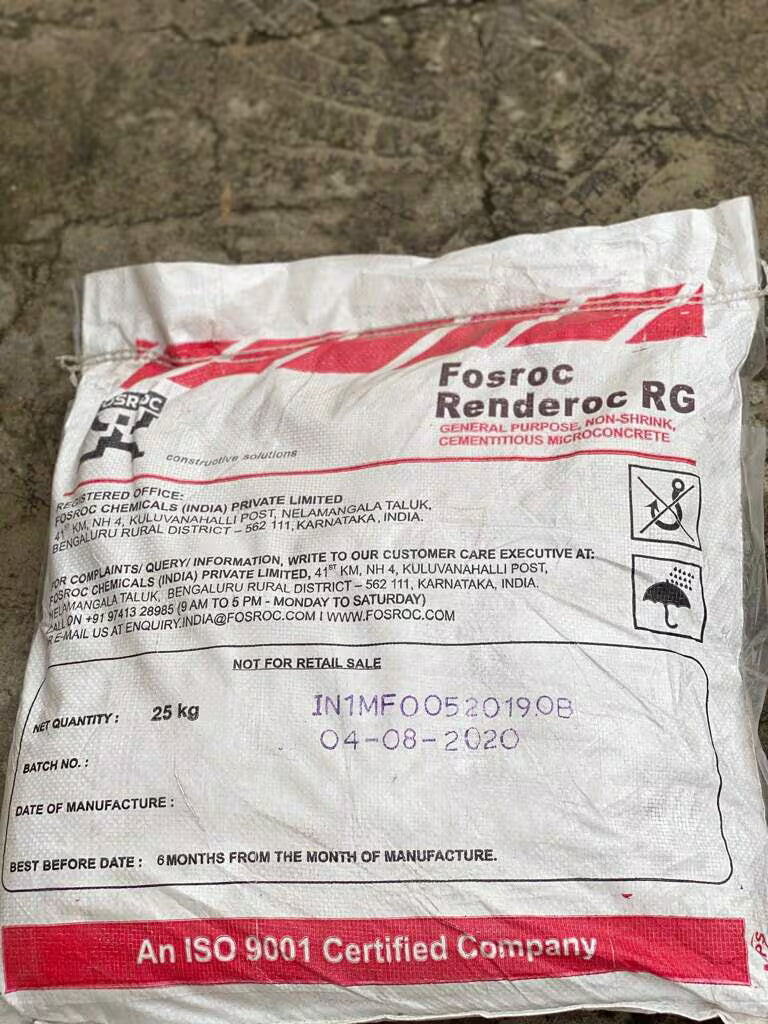 Fosroc
Renderoc RG
GENERAL PURPOSE, NON-SHRINK,
CEMENTITIOUS MICROCONCRETE
FOSROC
constructive solutions
REGISTERED OFFICE:
FOSROC CHEMICALS (INDIA) PRIVATE LIMITED
41ST KM, NH 4, KULUVANAHALLI POST, NELAMANGALA TALUK,
BENGALURU RURAL DISTRICT – 562 111, KARNATAKA, INDIA.
FOR COMPLAINTS/ QUERY/ INFORMATION, WRITE TO OUR CUSTOMER CARE EXECUTIVE AT:
FOSROC CHEMICALS (INDIA) PRIVATE LIMITED, 41ST KM, NH 4, KULUVANAHALLI POST,
NELAMANGALA TALUK, BENGALURU RURAL DISTRICT – 562 111, KARNATAKA, INDIA.
CALL ON +91 97413 28985 (9 AM TO 5 PM - MONDAY TO SATURDAY)
R E-MAIL US AT ENQUIRY.INDIA@FOSROC.COM I WWW.FOSROC.COM
NOT FOR RETAIL SALE
NET QUANTITY : 25 kg
IN1MF00520190B
04-08-2020
BATCH NO. :
DATE OF MANUFACTURE :
BEST BEFORE DATE : 6 MONTHS FROM THE MONTH OF MANUFACTURE.
An ISO 9001 Certified Company